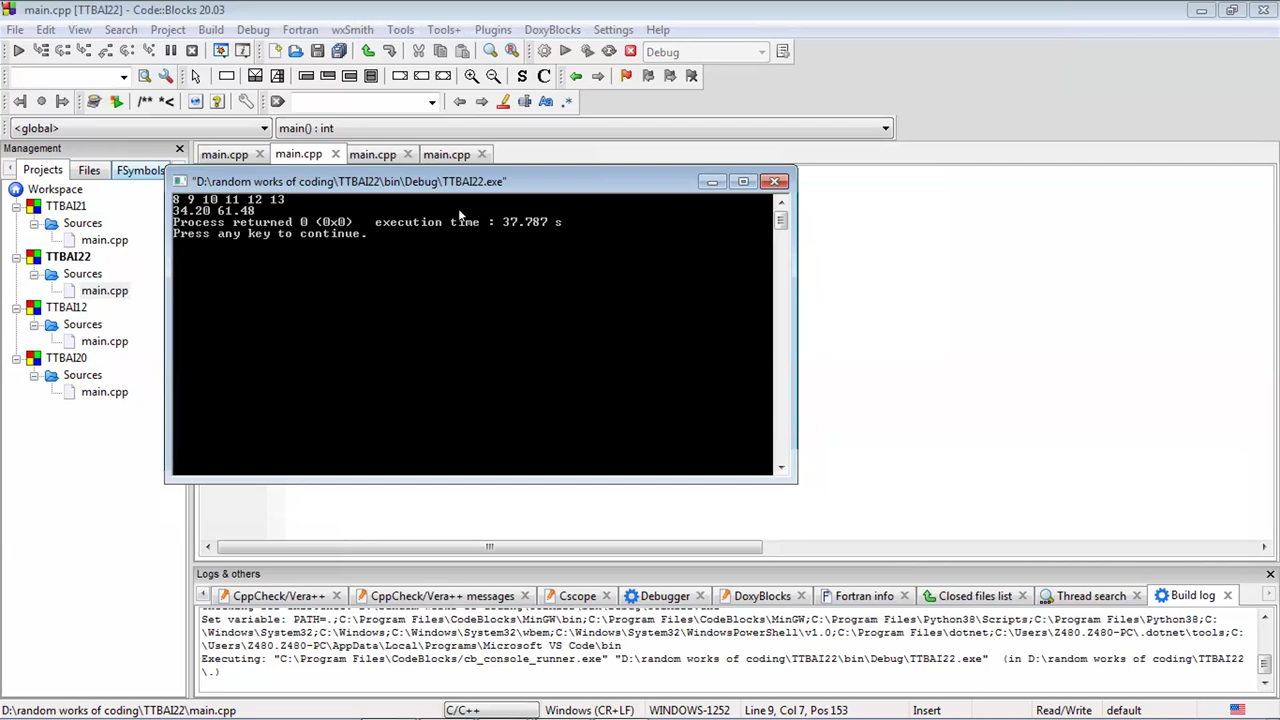 main.cpp [TTBAI22] - Code::Blocks 20.03
File Edit View Search Project Build Debug Fortran wxSmith Tools Tools+ Plugins DoxyBlocks Settings Help
Debug
S C
/** *< Aa .*
<global> main() : int
Management
main.cpp main.cpp main.cpp main.cpp
Projects Files FSymbols
Workspace
TTBAI21
Sources
main.cpp
TTBAI22
Sources
main.cpp
TTBAI12
Sources
main.cpp
TTBAI20
Sources
main.cpp
"D:\random works of coding\TTBAI22\bin\Debug\TTBAI22.exe"
8 9 10 11 12 13
34.20 61.48
Process returned 0 (0x0) execution time : 37.787 s
Press any key to continue.
Logs & others
CppCheck/Vera++ CppCheck/Vera++ messages Cscope Debugger DoxyBlocks Fortran info Closed files list Search results Build log
Set variable: PATH=.;C:\Program Files\CodeBlocks\MinGW\bin;C:\Program Files\CodeBlocks\MinGW;C:\Program Files\Python38\Scripts;C:\Program Files\Python38;C:
\Windows\System32;C:\Windows;C:\Windows\System32\wbem;C:\Windows\System32\WindowsPowerShell\v1.0;C:\Program Files\dotnet;C:\Users\Z480.Z480-PC\.dotnet\tools;C:
\Users\Z480.Z480-PC\AppData\Local\Programs\Microsoft VS Code\bin
Executing: "C:\Program Files\CodeBlocks/cb_console_runner.exe" "D:\random works of coding\TTBAI22\bin\Debug\TTBAI22.exe" (in D:\random works of coding\TTBAI22
\.)
D:\random works of coding\TTBAI22\main.cpp C/C++ Windows (CR+LF) WINDOWS-1252 Line 9, Col 7, Pos 153 Insert Read/Write default